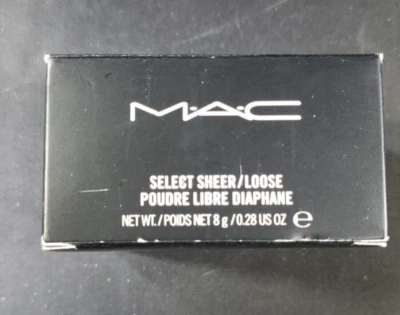 M·A·C
SELECT SHEER/LOOSE
POUDRE LIBRE DIAPHANE
NET WT./POIDS NET 8 g/0.28 US OZ e